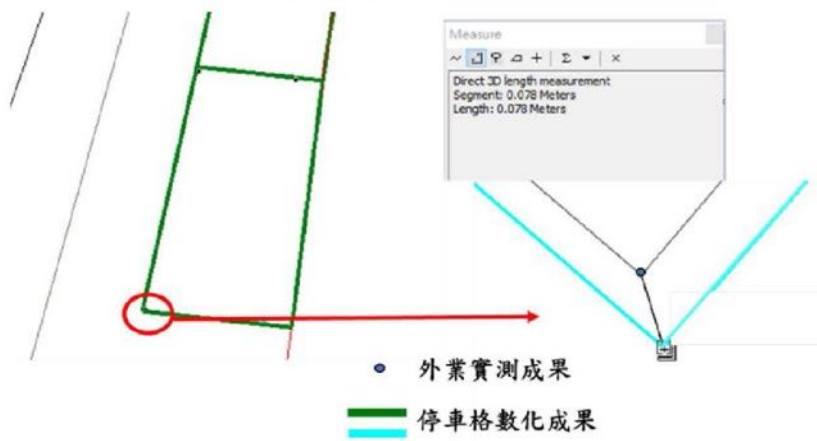 Measure
Direct 3D length measurement
Segment: 0.078 Meters
Length: 0.078 Meters
外業實測成果
停車格數化成果